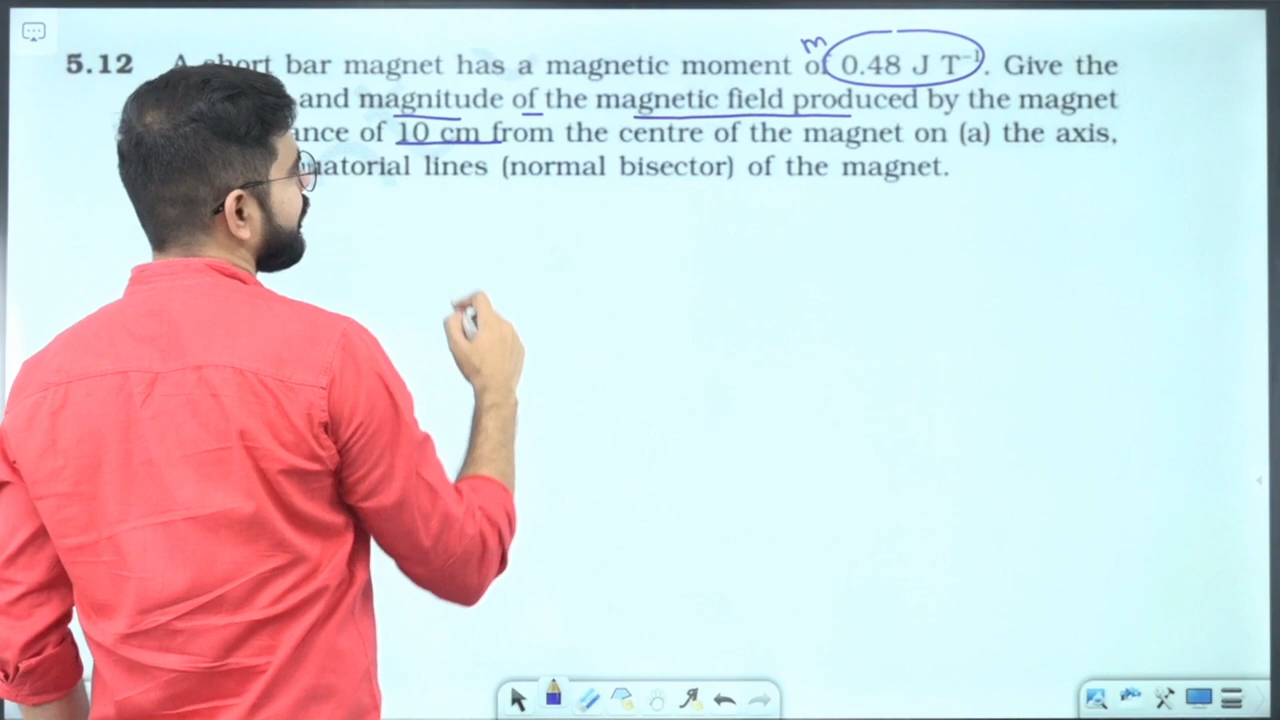 m
5.12 A short bar magnet has a magnetic moment of 0.48 J T⁻¹. Give the
and magnitude of the magnetic field produced by the magnet
ance of 10 cm from the centre of the magnet on (a) the axis,
uatorial lines (normal bisector) of the magnet.